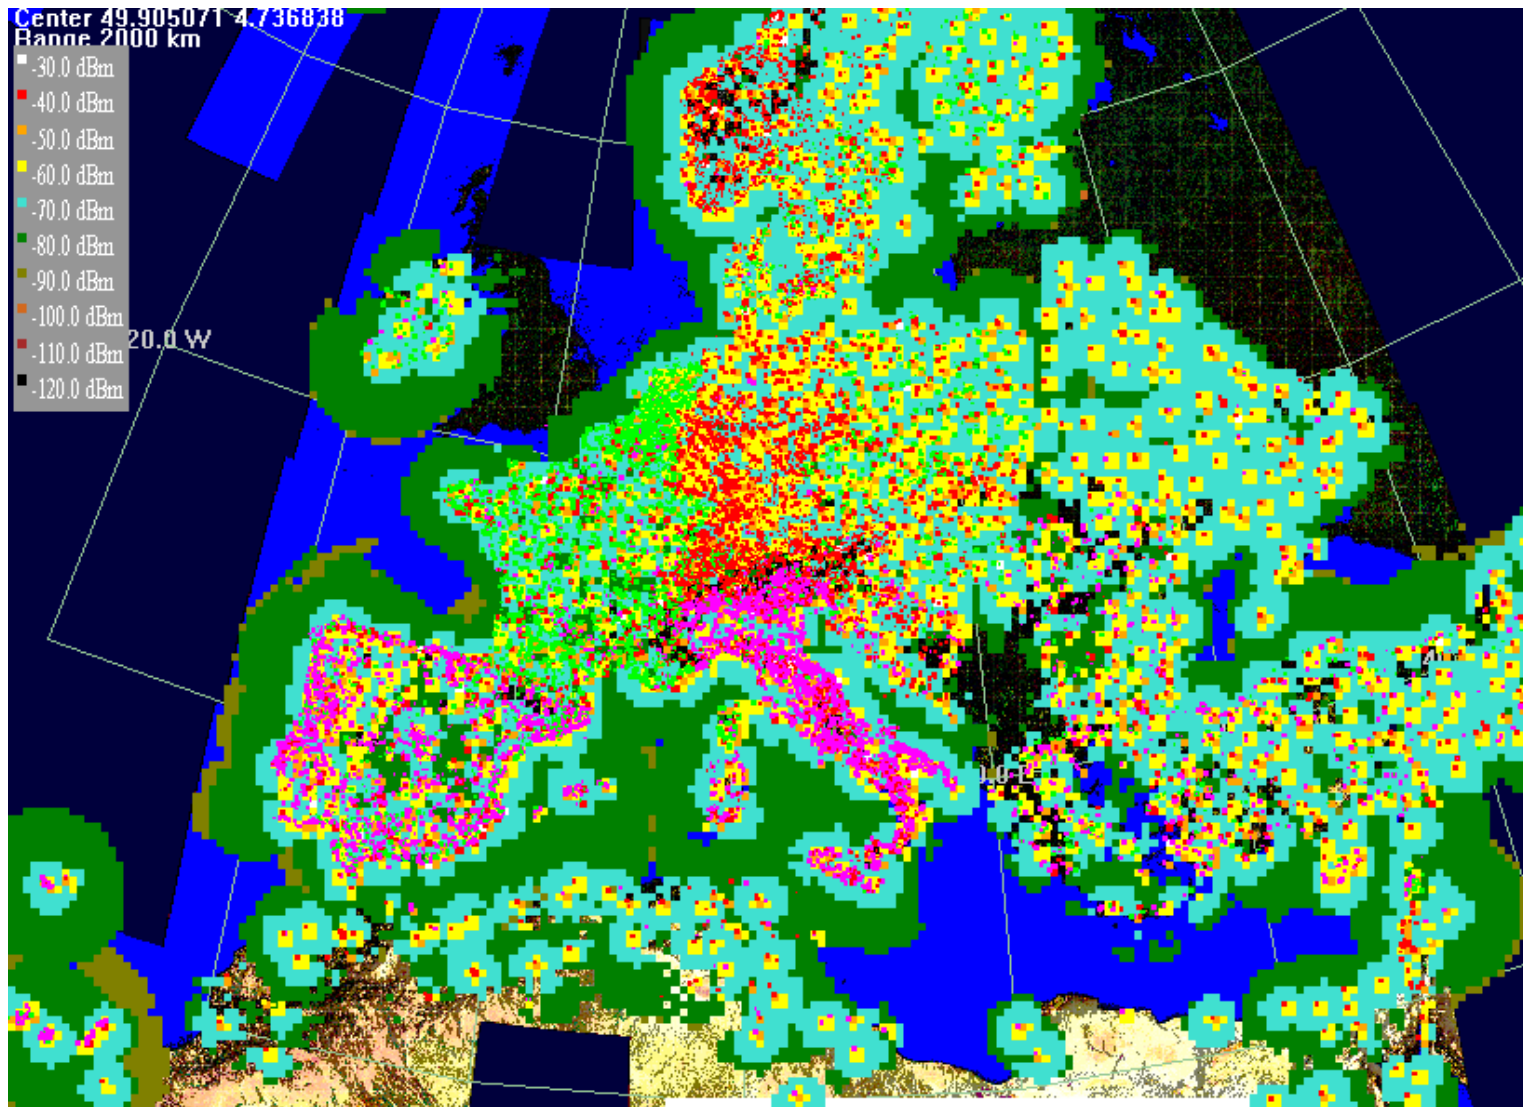 Center 49.905071 4.736838
Range 2000 km
-30.0 dBm
-40.0 dBm
-50.0 dBm
-60.0 dBm
-70.0 dBm
-80.0 dBm
-90.0 dBm
-100.0 dBm
-110.0 dBm
-120.0 dBm
20.0 W